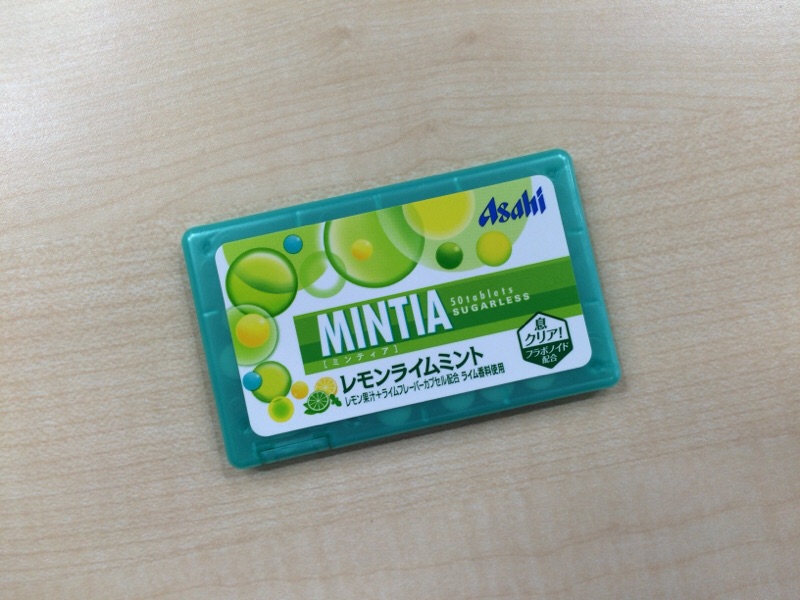 Asahi
MINTIA
50tablets
SUGARLESS
[ミンティア]
レモンライムミント
レモン果汁+ライムフレーバーカプセル配合 ライム香料使用
息
クリア!
フラボノイド
配合